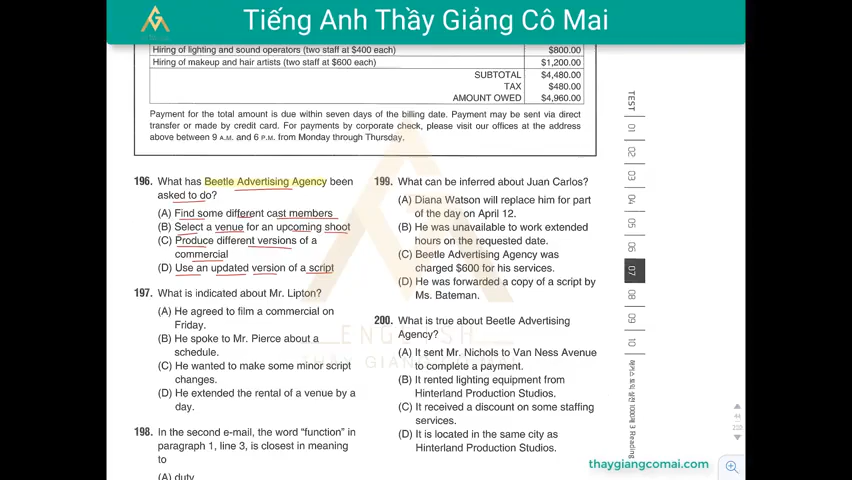 Tiếng Anh Thầy Giảng Cô Mai
Hiring of lighting and sound operators (two staff at $400 each) $800.00
Hiring of makeup and hair artists (two staff at $600 each) $1,200.00
SUBTOTAL $4,480.00
TAX $480.00
AMOUNT OWED $4,960.00
Payment for the total amount is due within seven days of the billing date. Payment may be sent via direct
transfer or made by credit card. For payments by corporate check, please visit our offices at the address
above between 9 A.M. and 6 P.M. from Monday through Thursday.
196. What has Beetle Advertising Agency been
asked to do?
(A) Find some different cast members
(B) Select a venue for an upcoming shoot
(C) Produce different versions of a
commercial
(D) Use an updated version of a script
197. What is indicated about Mr. Lipton?
(A) He agreed to film a commercial on
Friday.
(B) He spoke to Mr. Pierce about a
schedule.
(C) He wanted to make some minor script
changes.
(D) He extended the rental of a venue by a
day.
198. In the second e-mail, the word “function” in
paragraph 1, line 3, is closest in meaning
to
(A) duty
199. What can be inferred about Juan Carlos?
(A) Diana Watson will replace him for part
of the day on April 12.
(B) He was unavailable to work extended
hours on the requested date.
(C) Beetle Advertising Agency was
charged $600 for his services.
(D) He was forwarded a copy of a script by
Ms. Bateman.
200. What is true about Beetle Advertising
Agency?
(A) It sent Mr. Nichols to Van Ness Avenue
to complete a payment.
(B) It rented lighting equipment from
Hinterland Production Studios.
(C) It received a discount on some staffing
services.
(D) It is located in the same city as
Hinterland Production Studios.
ENGLISH
TEST
01
02
03
04
05
06
07
08
09
10
44
thaygiangcomai.com